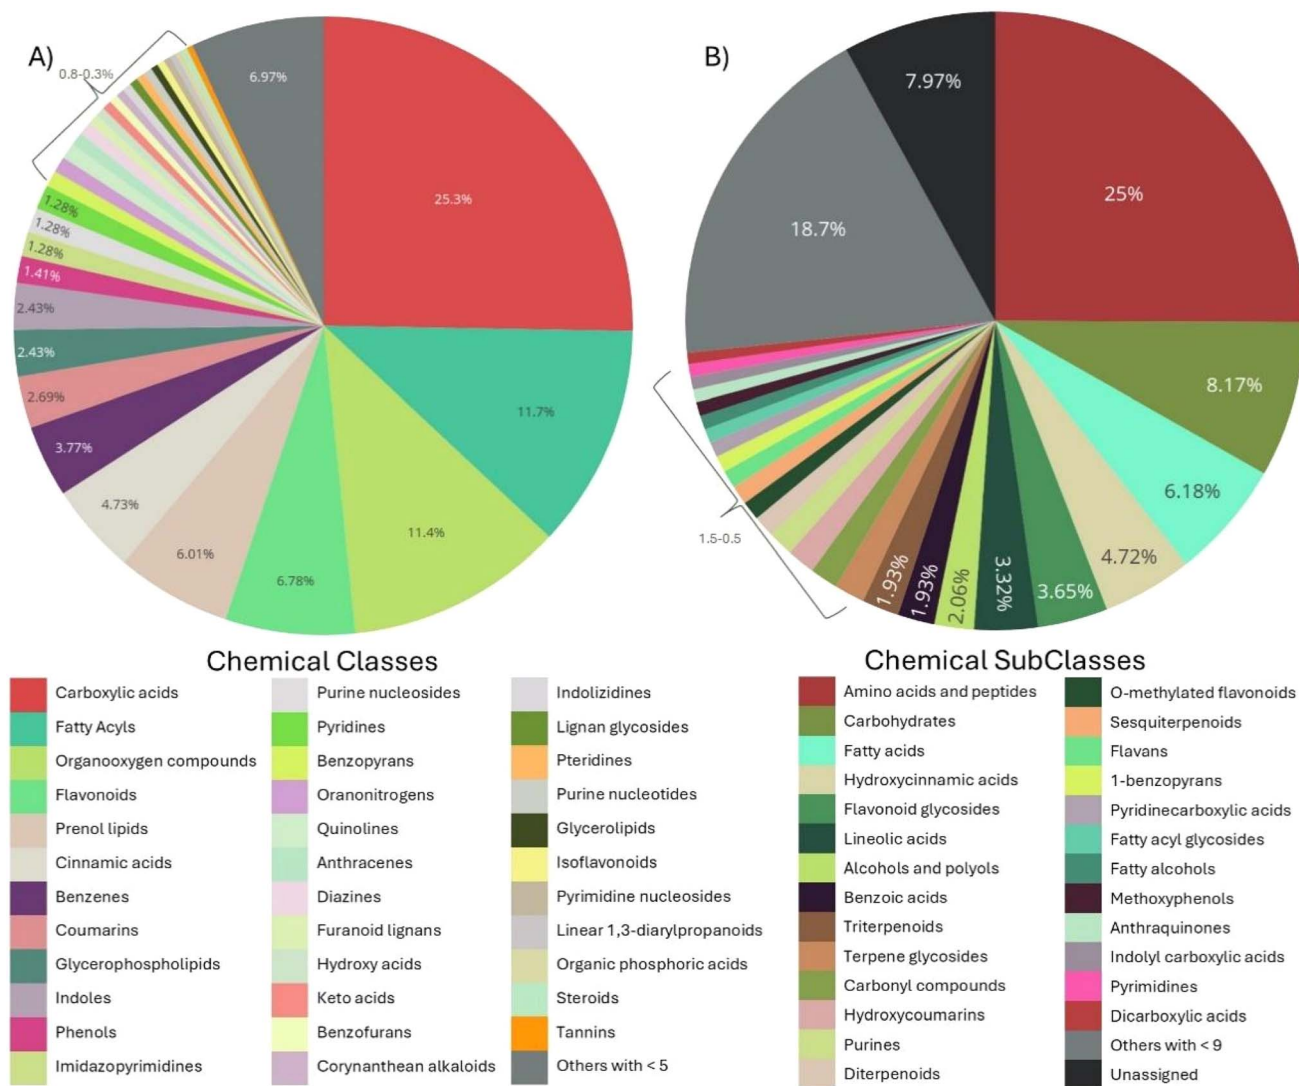 A)
0.8-0.3%
6.97%
25.3%
11.7%
11.4%
6.78%
6.01%
4.73%
3.77%
2.69%
2.43%
2.43%
1.41%
1.28%
1.28%
1.28%
B)
7.97%
25%
18.7%
8.17%
6.18%
4.72%
3.65%
3.32%
2.06%
1.93%
1.93%
1.5-0.5
Chemical Classes
Carboxylic acids
Fatty Acyls
Organooxygen compounds
Flavonoids
Prenol lipids
Cinnamic acids
Benzenes
Coumarins
Glycerophospholipids
Indoles
Phenols
Imidazopyrimidines
Purine nucleosides
Pyridines
Benzopyrans
Oranonitrogens
Quinolines
Anthracenes
Diazines
Furanoid lignans
Hydroxy acids
Keto acids
Benzofurans
Corynanthean alkaloids
Indolizidines
Lignan glycosides
Pteridines
Purine nucleotides
Glycerolipids
Isoflavonoids
Pyrimidine nucleosides
Linear 1,3-diarylpropanoids
Organic phosphoric acids
Steroids
Tannins
Others with < 5
Chemical SubClasses
Amino acids and peptides
Carbohydrates
Fatty acids
Hydroxycinnamic acids
Flavonoid glycosides
Lineolic acids
Alcohols and polyols
Benzoic acids
Triterpenoids
Terpene glycosides
Carbonyl compounds
Hydroxycoumarins
Purines
Diterpenoids
O-methylated flavonoids
Sesquiterpenoids
Flavans
1-benzopyrans
Pyridinecarboxylic acids
Fatty acyl glycosides
Fatty alcohols
Methoxyphenols
Anthraquinones
Indolyl carboxylic acids
Pyrimidines
Dicarboxylic acids
Others with < 9
Unassigned